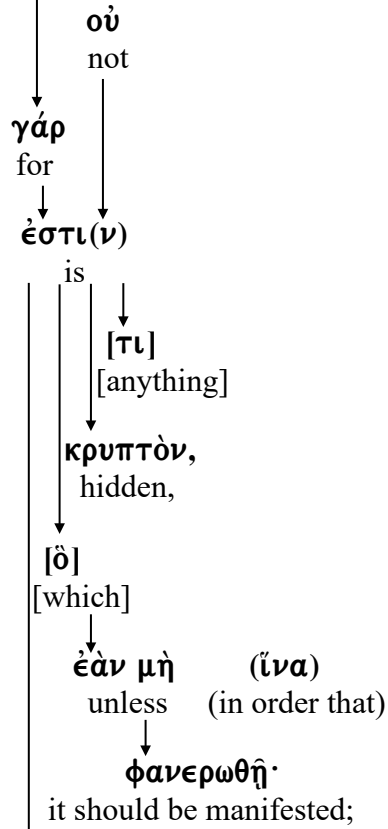 οὐ
not
γάρ
for
ἐστι(ν)
is
[τι]
[anything]
κρυπτὸν,
hidden,
[ὃ]
[which]
ἐὰν μὴ (ἵνα)
unless (in order that)
φανερωθῇ·
it should be manifested;